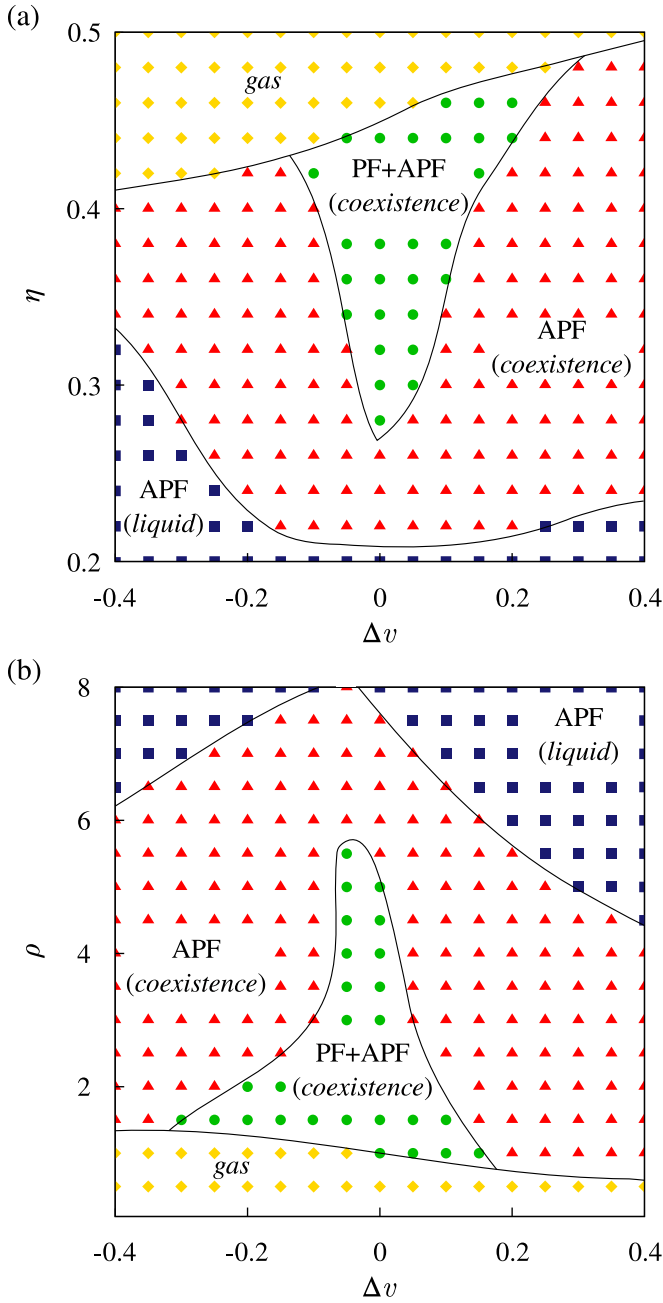 (a)
0.5
gas
PF+APF
(coexistence)
0.4
η
APF
(coexistence)
0.3
APF
(liquid)
0.2
-0.4 -0.2 0 0.2 0.4
Δv
(b)
8
APF
(liquid)
6
ρ
4
APF
(coexistence)
PF+APF
(coexistence)
2
gas
-0.4 -0.2 0 0.2 0.4
Δv